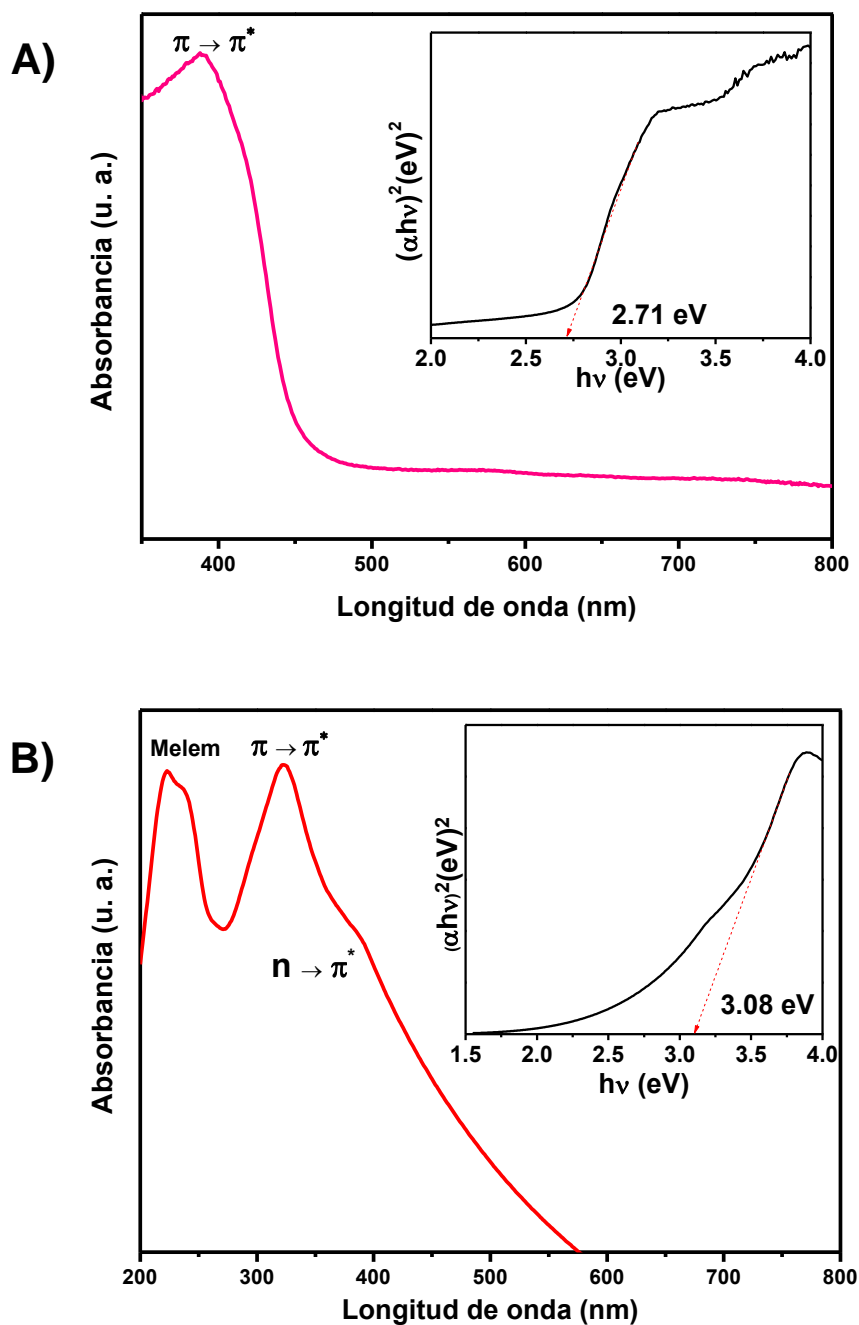 A)
π → π*
Absorbancia (u. a.)
400 500 600 700 800
Longitud de onda (nm)
(αhν)²(eV)²
2.71 eV
2.0 2.5 3.0 3.5 4.0
hν (eV)
B)
Melem
π → π*
n → π*
Absorbancia (u. a.)
200 300 400 500 600 700 800
Longitud de onda (nm)
(αhν)²(eV)²
3.08 eV
1.5 2.0 2.5 3.0 3.5 4.0
hν (eV)